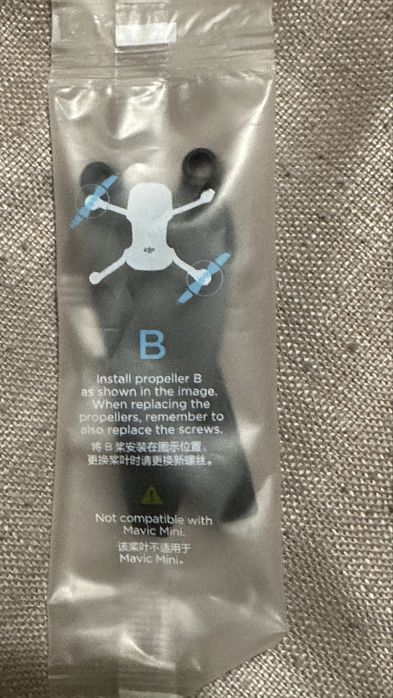 dji
B
Install propeller B
as shown in the image.
When replacing the
propellers, remember to
also replace the screws.
将 B 桨安装在图示位置，
更换桨叶时请更换新螺丝。
Not compatible with
Mavic Mini.
该桨叶不适用于
Mavic Mini。